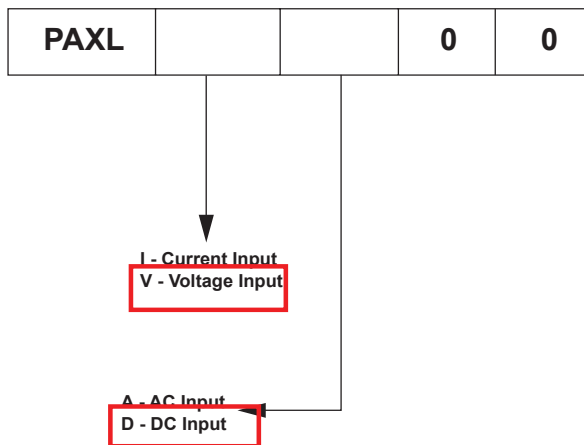 PAXL 0 0
I - Current Input
V - Voltage Input
A - AC Input
D - DC Input